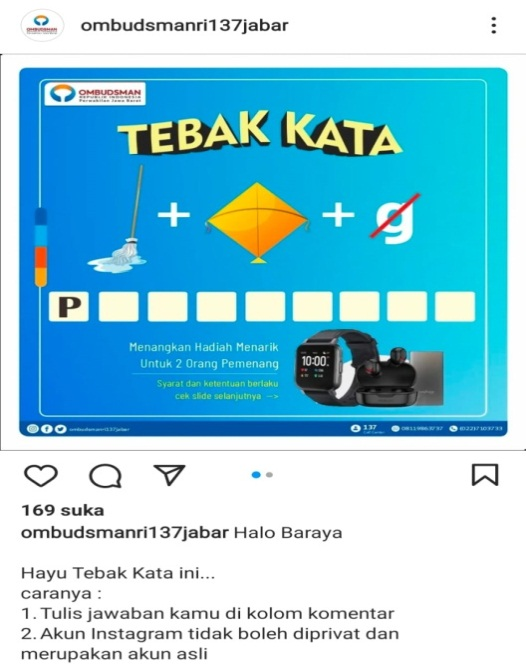 ombudsmanri137jabar
OMBUDSMAN
REPUBLIK INDONESIA
Perwakilan Jawa Barat
TEBAK KATA
+ + g
P
Menangkan Hadiah Menarik
Untuk 2 Orang Pemenang
Syarat dan ketentuan berlaku
cek slide selanjutnya -->
10:00
ombudsmanri137jabar
137
169 suka
ombudsmanri137jabar Halo Baraya
Hayu Tebak Kata ini...
caranya :
1. Tulis jawaban kamu di kolom komentar
2. Akun Instagram tidak boleh diprivat dan
merupakan akun asli